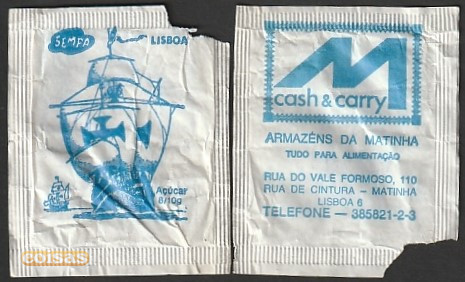 SEMPA
LISBOA
Açúcar
8/10g
coisas
M
cash & carry
ARMAZÉNS DA MATINHA
TUDO PARA ALIMENTAÇÃO
RUA DO VALE FORMOSO, 110
RUA DE CINTURA – MATINHA
LISBOA 6
TELEFONE — 385821-2-3